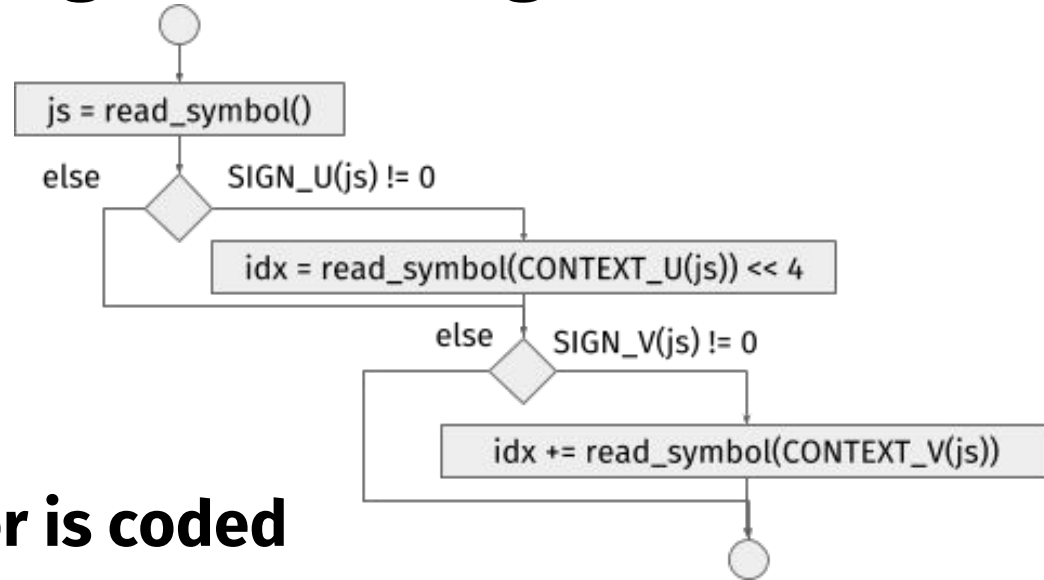 js = read_symbol()
else
SIGN_U(js) != 0
idx = read_symbol(CONTEXT_U(js)) << 4
else
SIGN_V(js) != 0
idx += read_symbol(CONTEXT_V(js))
is coded